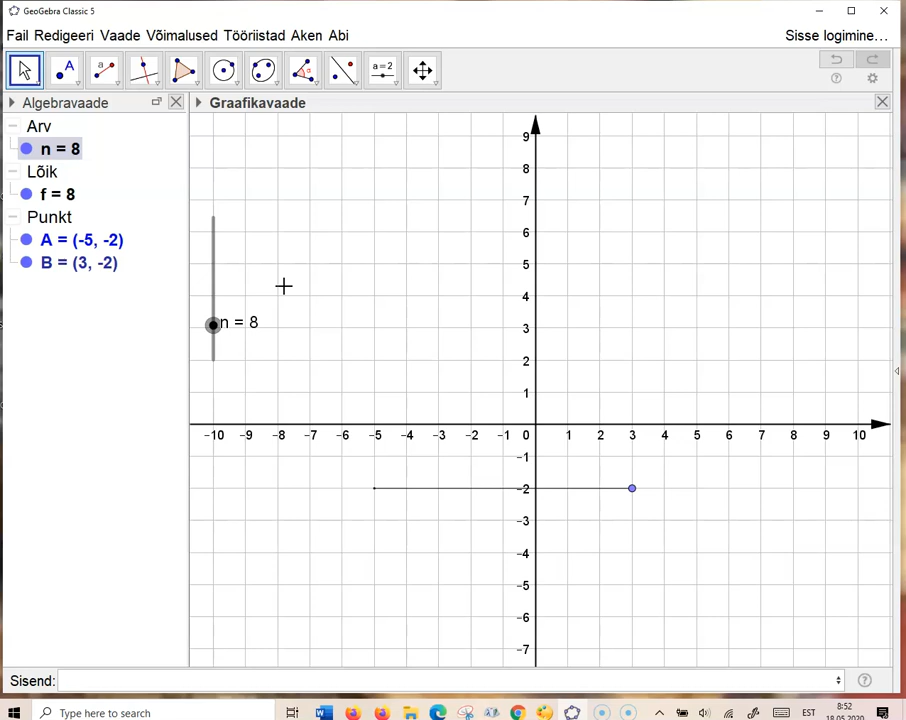 GeoGebra Classic 5
Fail Redigeeri Vaade Võimalused Tööriistad Aken Abi
Sisse logimine...
A
a
α
a=2
Algebravaade
Graafikavaade
Arv
n = 8
Lõik
f = 8
Punkt
A = (-5, -2)
B = (3, -2)
n = 8
9
8
7
6
5
4
3
2
1
−10 −9 −8 −7 −6 −5 −4 −3 −2 −1 0 1 2 3 4 5 6 7 8 9 10
−1
−2
−3
−4
−5
−6
−7
Sisend:
Type here to search
EST
8:52
18.05.2020